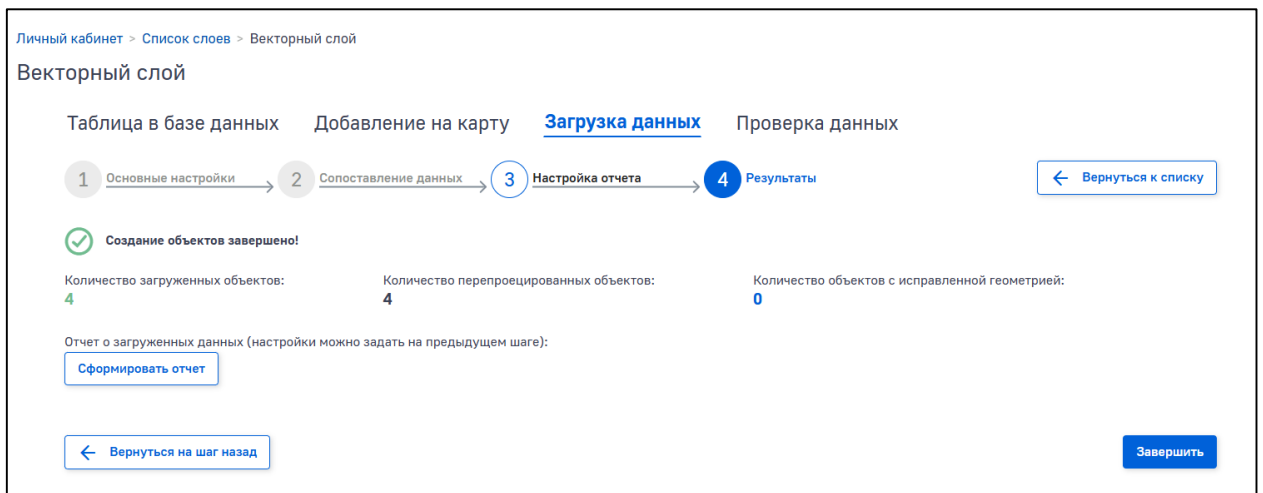 Личный кабинет > Список слоев > Векторный слой
Векторный слой
Таблица в базе данных Добавление на карту Загрузка данных Проверка данных
1 Основные настройки 2 Сопоставление данных 3 Настройка отчета 4 Результаты Вернуться к списку
Создание объектов завершено!
Количество загруженных объектов: Количество перепроецированных объектов: Количество объектов с исправленной геометрией:
4 4 0
Отчет о загруженных данных (настройки можно задать на предыдущем шаге):
Сформировать отчет
Вернуться на шаг назад Завершить